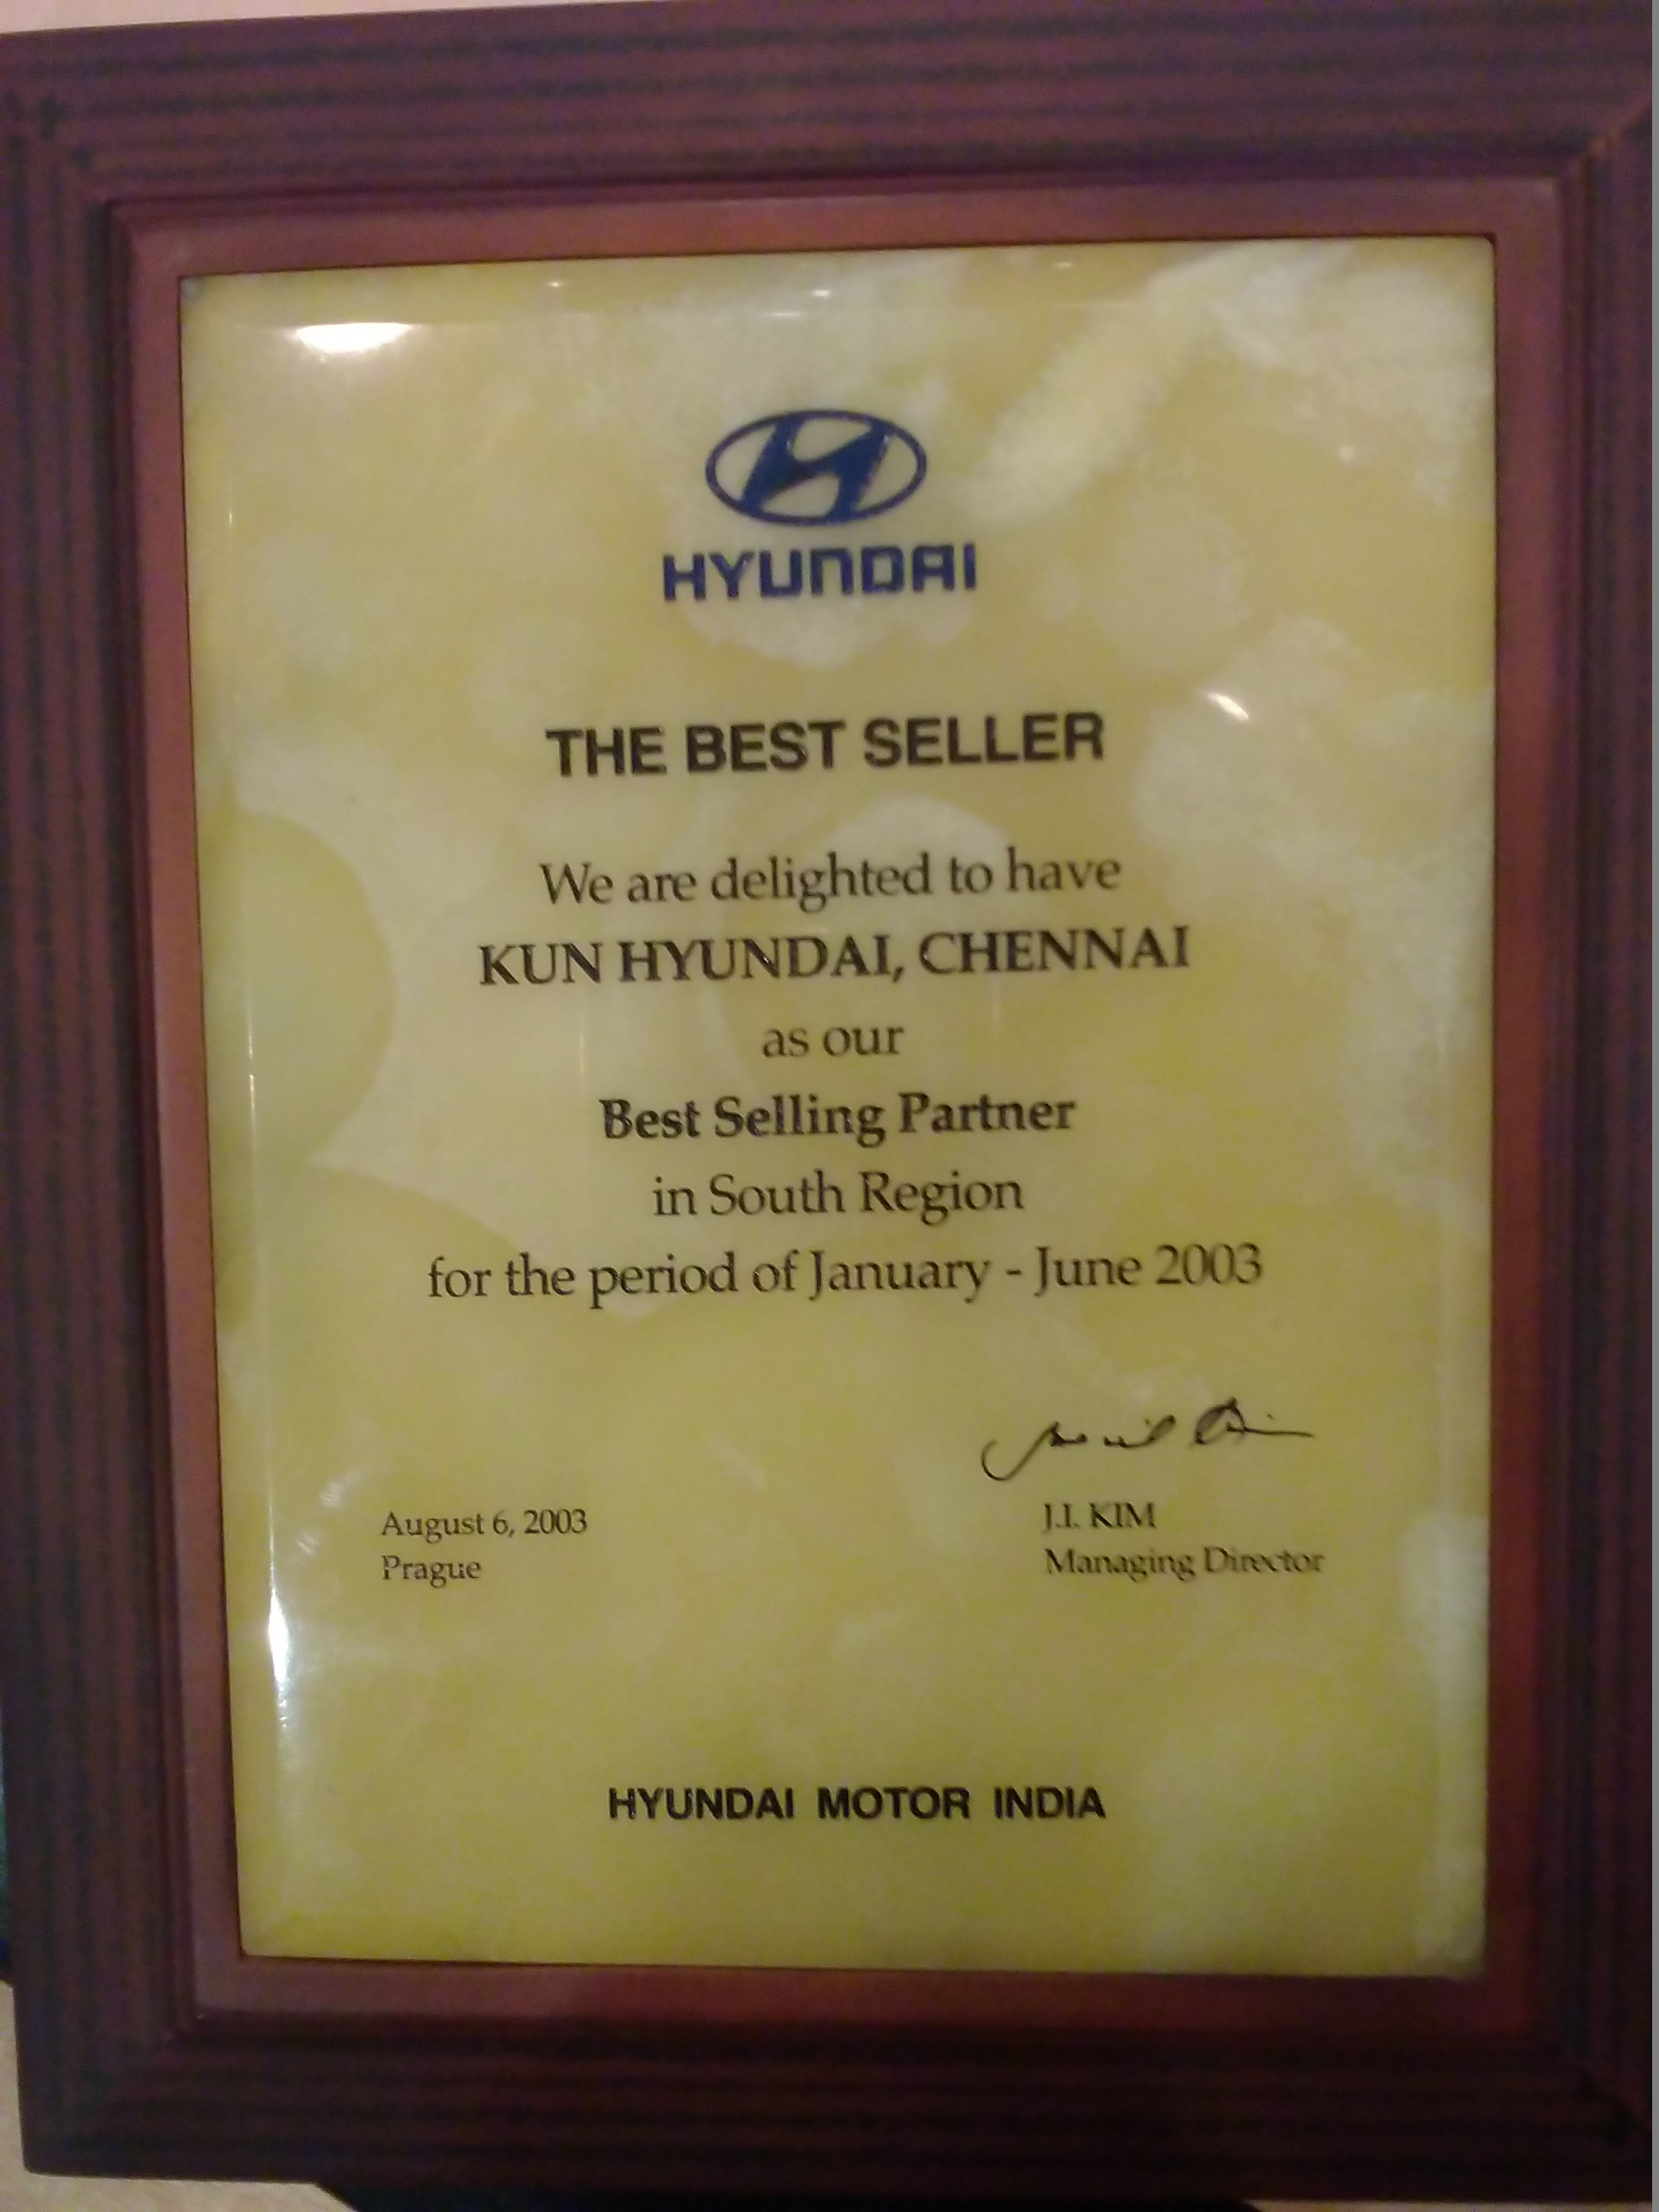 HYUNDAI
THE BEST SELLER
We are delighted to have
KUN HYUNDAI, CHENNAI
as our
Best Selling Partner
in South Region
for the period of January - June 2003
August 6, 2003
Prague
J.I. KIM
Managing Director
HYUNDAI MOTOR INDIA